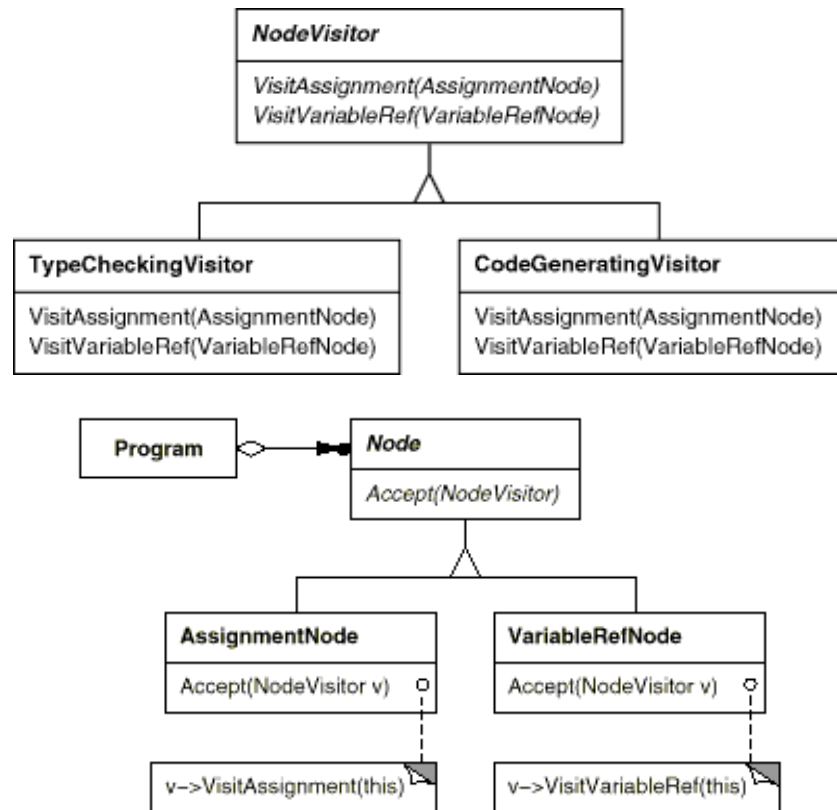 NodeVisitor
VisitAssignment(AssignmentNode)
VisitVariableRef(VariableRefNode)
TypeCheckingVisitor
VisitAssignment(AssignmentNode)
VisitVariableRef(VariableRefNode)
CodeGeneratingVisitor
VisitAssignment(AssignmentNode)
VisitVariableRef(VariableRefNode)
Program
Node
Accept(NodeVisitor)
AssignmentNode
Accept(NodeVisitor v)
VariableRefNode
Accept(NodeVisitor v)
v->VisitAssignment(this)
v->VisitVariableRef(this)